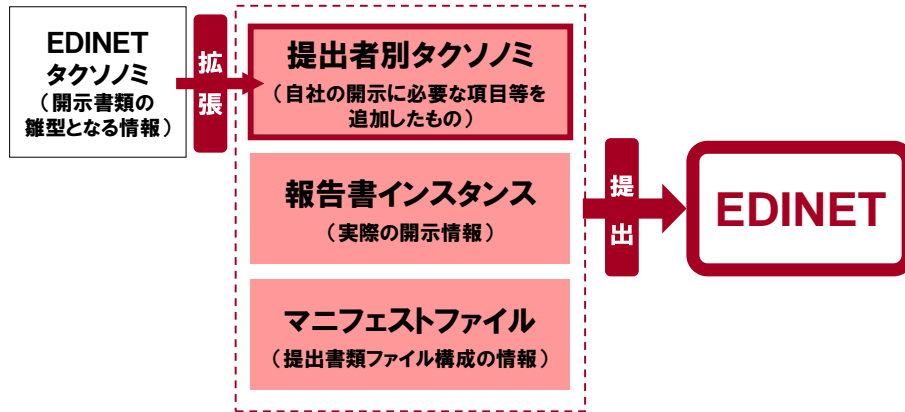 EDINET
タクソノミ
（開示書類の
雛型となる情報）
拡張
提出者別タクソノミ
（自社の開示に必要な項目等を
追加したもの）
報告書インスタンス
（実際の開示情報）
マニフェストファイル
（提出書類ファイル構成の情報）
提出
EDINET